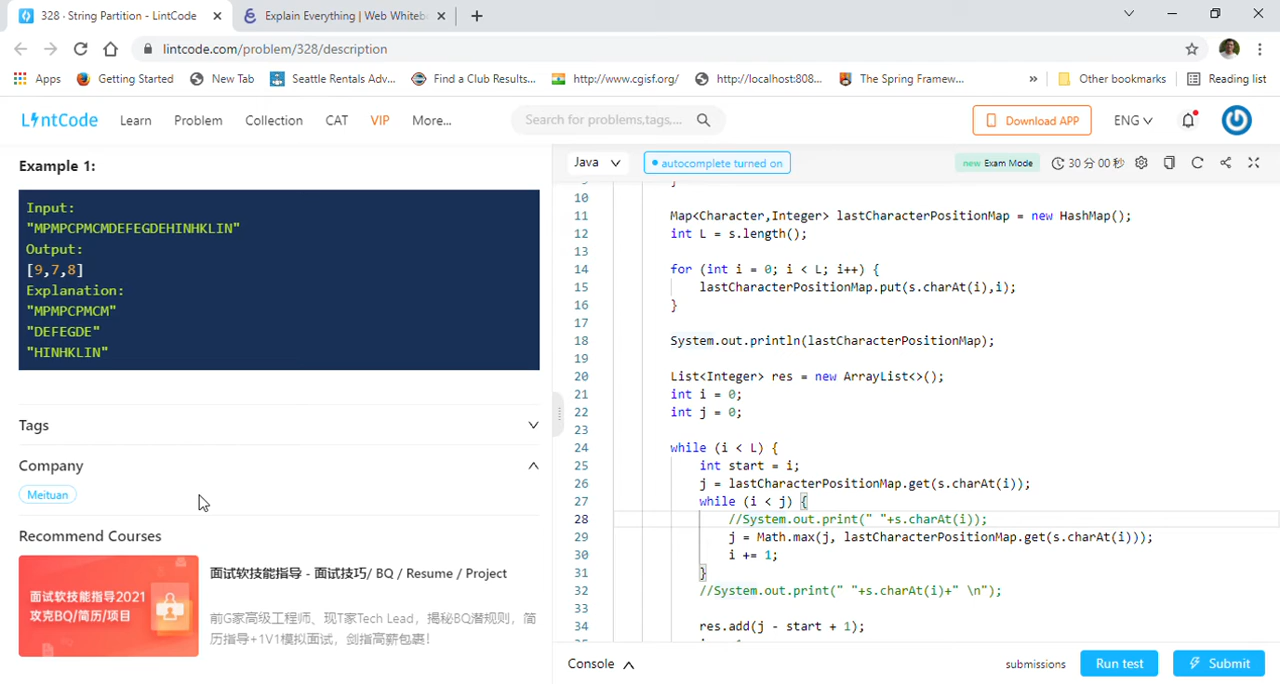 328 · String Partition - LintCode
Explain Everything | Web Whitebo
lintcode.com/problem/328/description
Apps
Getting Started
New Tab
Seattle Rentals Adv...
Find a Club Results...
http://www.cgisf.org/
http://localhost:808...
The Spring Framew...
»
Other bookmarks
Reading list
LintCode
Learn
Problem
Collection
CAT
VIP
More...
Search for problems,tags,...
Download APP
ENG
Example 1:
Input:
"MPMPCPMCMDEFEGDEHINHKLIN"
Output:
[9,7,8]
Explanation:
"MPMPCPMCM"
"DEFEGDE"
"HINHKLIN"
Tags
Company
Meituan
Recommend Courses
面试软技能指导2021
攻克BQ/简历/项目
面试软技能指导 - 面试技巧/ BQ / Resume / Project
前G家高级工程师、现T家Tech Lead，揭秘BQ潜规则，简
历指导+1V1模拟面试，剑指高薪包裹！
Java
autocomplete turned on
new Exam Mode
30 分 00 秒
10
11 Map<Character,Integer> lastCharacterPositionMap = new HashMap();
12 int L = s.length();
13
14 for (int i = 0; i < L; i++) {
15 lastCharacterPositionMap.put(s.charAt(i),i);
16 }
17
18 System.out.println(lastCharacterPositionMap);
19
20 List<Integer> res = new ArrayList<>();
21 int i = 0;
22 int j = 0;
23
24 while (i < L) {
25 int start = i;
26 j = lastCharacterPositionMap.get(s.charAt(i));
27 while (i < j) {
28 //System.out.print(" "+s.charAt(i));
29 j = Math.max(j, lastCharacterPositionMap.get(s.charAt(i)));
30 i += 1;
31 }
32 //System.out.print(" "+s.charAt(i)+" \n");
33
34 res.add(j - start + 1);
Console
submissions
Run test
Submit